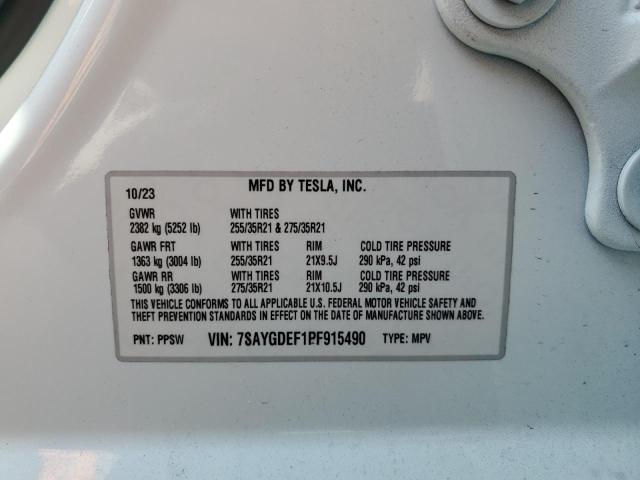 10/23 MFD BY TESLA, INC.
GVWR WITH TIRES
2382 kg (5252 lb) 255/35R21 & 275/35R21
GAWR FRT WITH TIRES RIM COLD TIRE PRESSURE
1363 kg (3004 lb) 255/35R21 21X9.5J 290 kPa, 42 psi
GAWR RR WITH TIRES RIM COLD TIRE PRESSURE
1500 kg (3306 lb) 275/35R21 21X10.5J 290 kPa, 42 psi
THIS VEHICLE CONFORMS TO ALL APPLICABLE U.S. FEDERAL MOTOR VEHICLE SAFETY AND
THEFT PREVENTION STANDARDS IN EFFECT ON THE DATE OF MANUFACTURE SHOWN ABOVE.
PNT: PPSW VIN: 7SAYGDEF1PF915490 TYPE: MPV